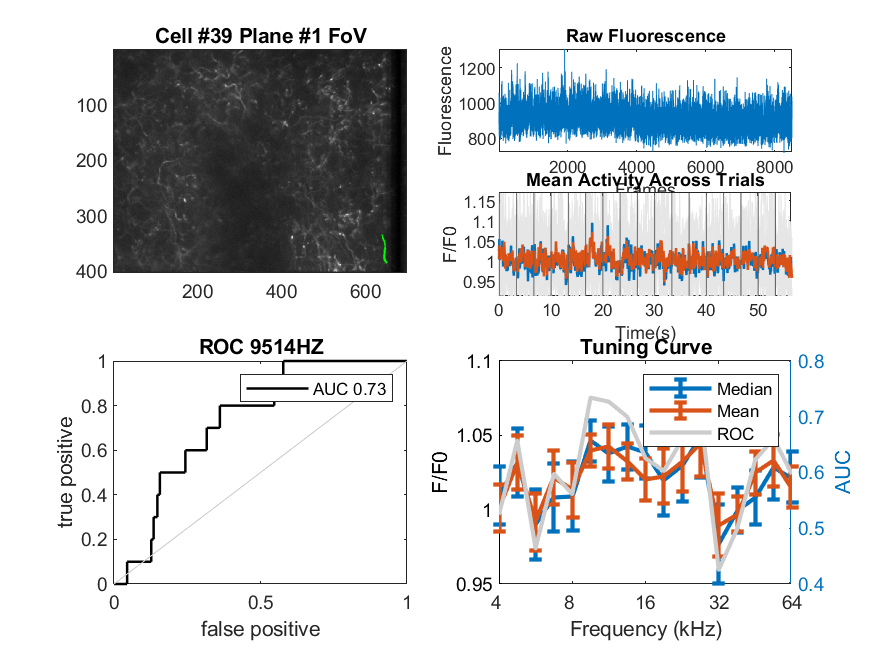 Cell #39 Plane #1 FoV
100
200
300
400
200 400 600
Raw Fluorescence
Fluorescence
1200
1000
800
2000 4000 6000 8000
Frames
Mean Activity Across Trials
F/F0
1.15
1.1
1.05
1
0.95
0 10 20 30 40 50
Time(s)
ROC 9514HZ
true positive
1
0.8
0.6
0.4
0.2
0
AUC 0.73
0 0.5 1
false positive
Tuning Curve
F/F0
1.1
1.05
1
0.95
Median
Mean
ROC
0.8
0.7
0.6
0.5
0.4
AUC
4 8 16 32 64
Frequency (kHz)